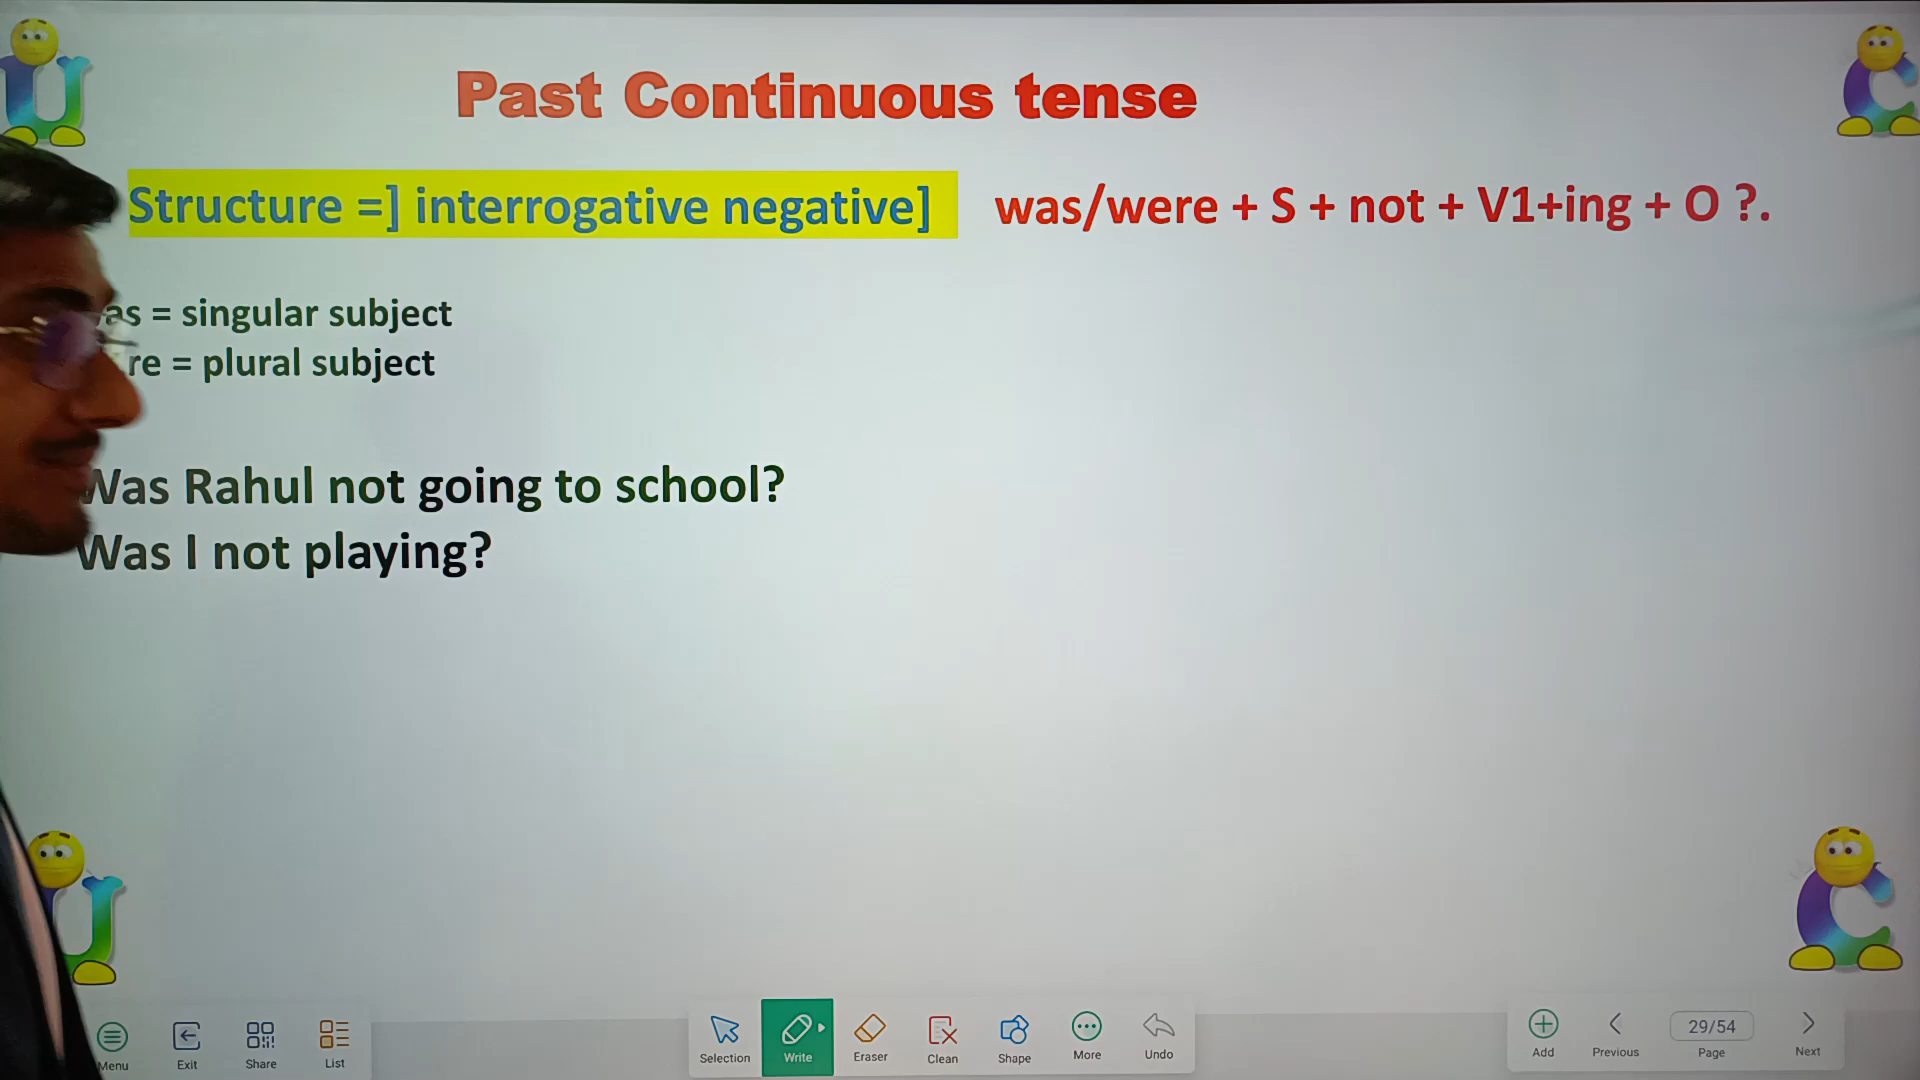 Past Continuous tense
Structure =] interrogative negative] was/were + S + not + V1+ing + O ?.
= singular subject
= plural subject
Was Rahul not going to school?
Was I not playing?
Menu Exit Share List Selection Write Eraser Clean Shape More Undo Add Previous 29/54 Page Next